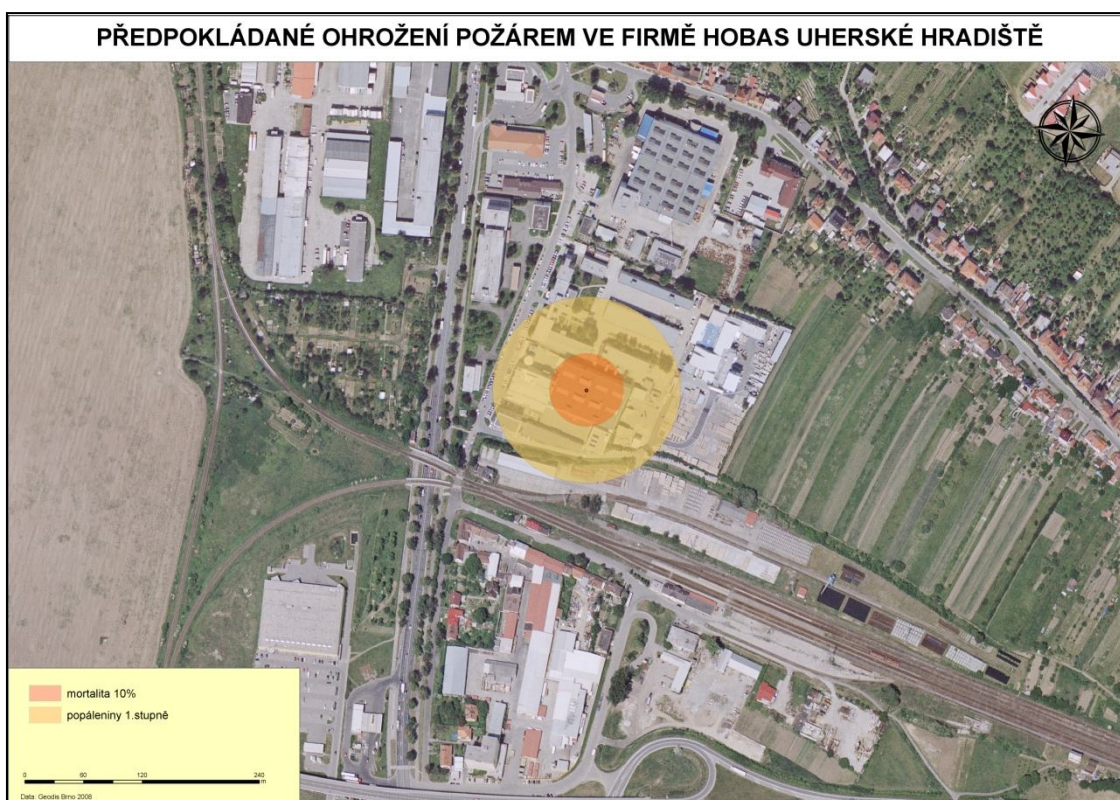 PŘEDPOKLÁDANÉ OHROŽENÍ POŽÁREM VE FIRMĚ HOBAS UHERSKÉ HRADIŠTĚ
mortalita 10%
popáleniny 1.stupně
0 60 120 240
m
Data: Geodis Brno 2008